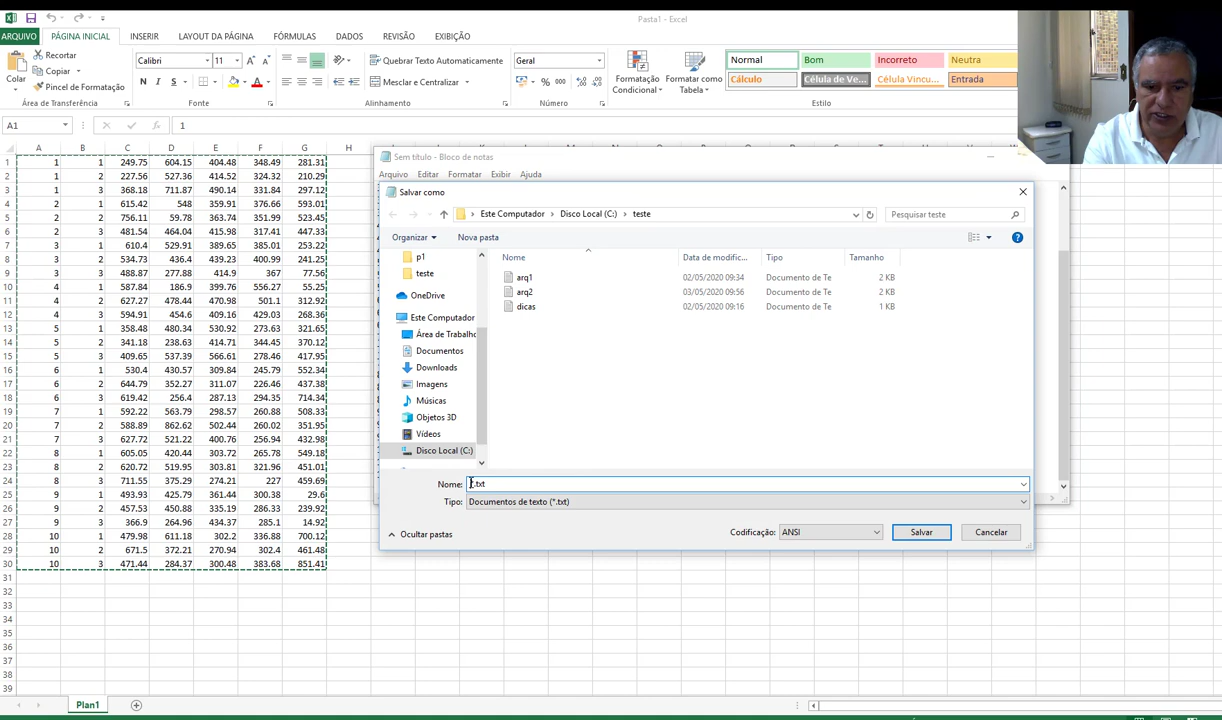 Pasta1 - Excel
ARQUIVO PÁGINA INICIAL INSERIR LAYOUT DA PÁGINA FÓRMULAS DADOS REVISÃO EXIBIÇÃO
Colar
Recortar
Copiar
Pincel de Formatação
Área de Transferência
Calibri 11
N I S
Fonte
Quebrar Texto Automaticamente
Mesclar e Centralizar
Alinhamento
Geral
% 000
Número
Formatação Condicional
Formatar como Tabela
Normal Bom Incorreto Neutra
Cálculo Célula de Ve... Célula Vincu... Entrada
Estilo
A1 1
A B C D E F G H
1 1 1 249.75 604.15 404.48 348.49 281.31
2 1 2 227.56 527.36 414.52 324.32 210.29
3 1 3 368.18 711.87 490.14 331.84 297.12
4 2 1 615.42 548 359.91 376.66 593.01
5 2 2 756.11 59.78 363.74 351.99 523.45
6 2 3 481.54 464.04 415.98 317.41 447.33
7 3 1 610.4 529.91 389.65 385.01 253.22
8 3 2 534.73 436.4 439.23 400.99 241.25
9 3 3 488.87 277.88 414.9 367 77.56
10 4 1 587.84 186.9 399.76 556.27 55.25
11 4 2 627.27 478.44 470.98 501.1 312.92
12 4 3 594.91 454.6 409.16 429.03 268.36
13 5 1 358.48 480.34 530.92 273.63 321.65
14 5 2 341.18 238.63 414.71 344.45 370.12
15 5 3 409.65 537.39 566.61 278.46 417.95
16 6 1 530.4 430.57 309.84 245.79 552.34
17 6 2 644.79 352.27 311.07 226.46 437.38
18 6 3 619.42 256.4 287.13 294.35 714.34
19 7 1 592.22 563.79 298.57 260.88 508.33
20 7 2 588.89 862.62 502.44 260.02 351.95
21 7 3 627.72 521.22 400.76 256.94 432.98
22 8 1 605.05 420.44 303.72 265.78 549.18
23 8 2 620.72 519.95 303.81 321.96 451.01
24 8 3 711.55 375.29 274.21 227 459.69
25 9 1 493.93 425.79 361.44 300.38 29.6
26 9 2 457.53 450.88 335.19 286.33 239.92
27 9 3 366.9 264.96 434.37 285.1 14.92
28 10 1 479.98 611.18 302.2 336.88 700.12
29 10 2 671.5 372.21 270.94 302.4 461.48
30 10 3 471.44 284.37 300.48 383.68 851.41
31
32
33
34
35
36
37
38
39
Plan1
Sem título - Bloco de notas
Arquivo Editar Formatar Exibir Ajuda
Salvar como
Este Computador > Disco Local (C:) > teste
Pesquisar teste
Organizar Nova pasta
p1
teste
OneDrive
Este Computador
Área de Trabalho
Documentos
Downloads
Imagens
Músicas
Objetos 3D
Vídeos
Disco Local (C:)
Nome Data de modific... Tipo Tamanho
arq1 02/05/2020 09:34 Documento de Te 2 KB
arq2 03/05/2020 09:56 Documento de Te 2 KB
dicas 02/05/2020 09:16 Documento de Te 1 KB
Nome: .txt
Tipo: Documentos de texto (*.txt)
Ocultar pastas
Codificação: ANSI
Salvar Cancelar